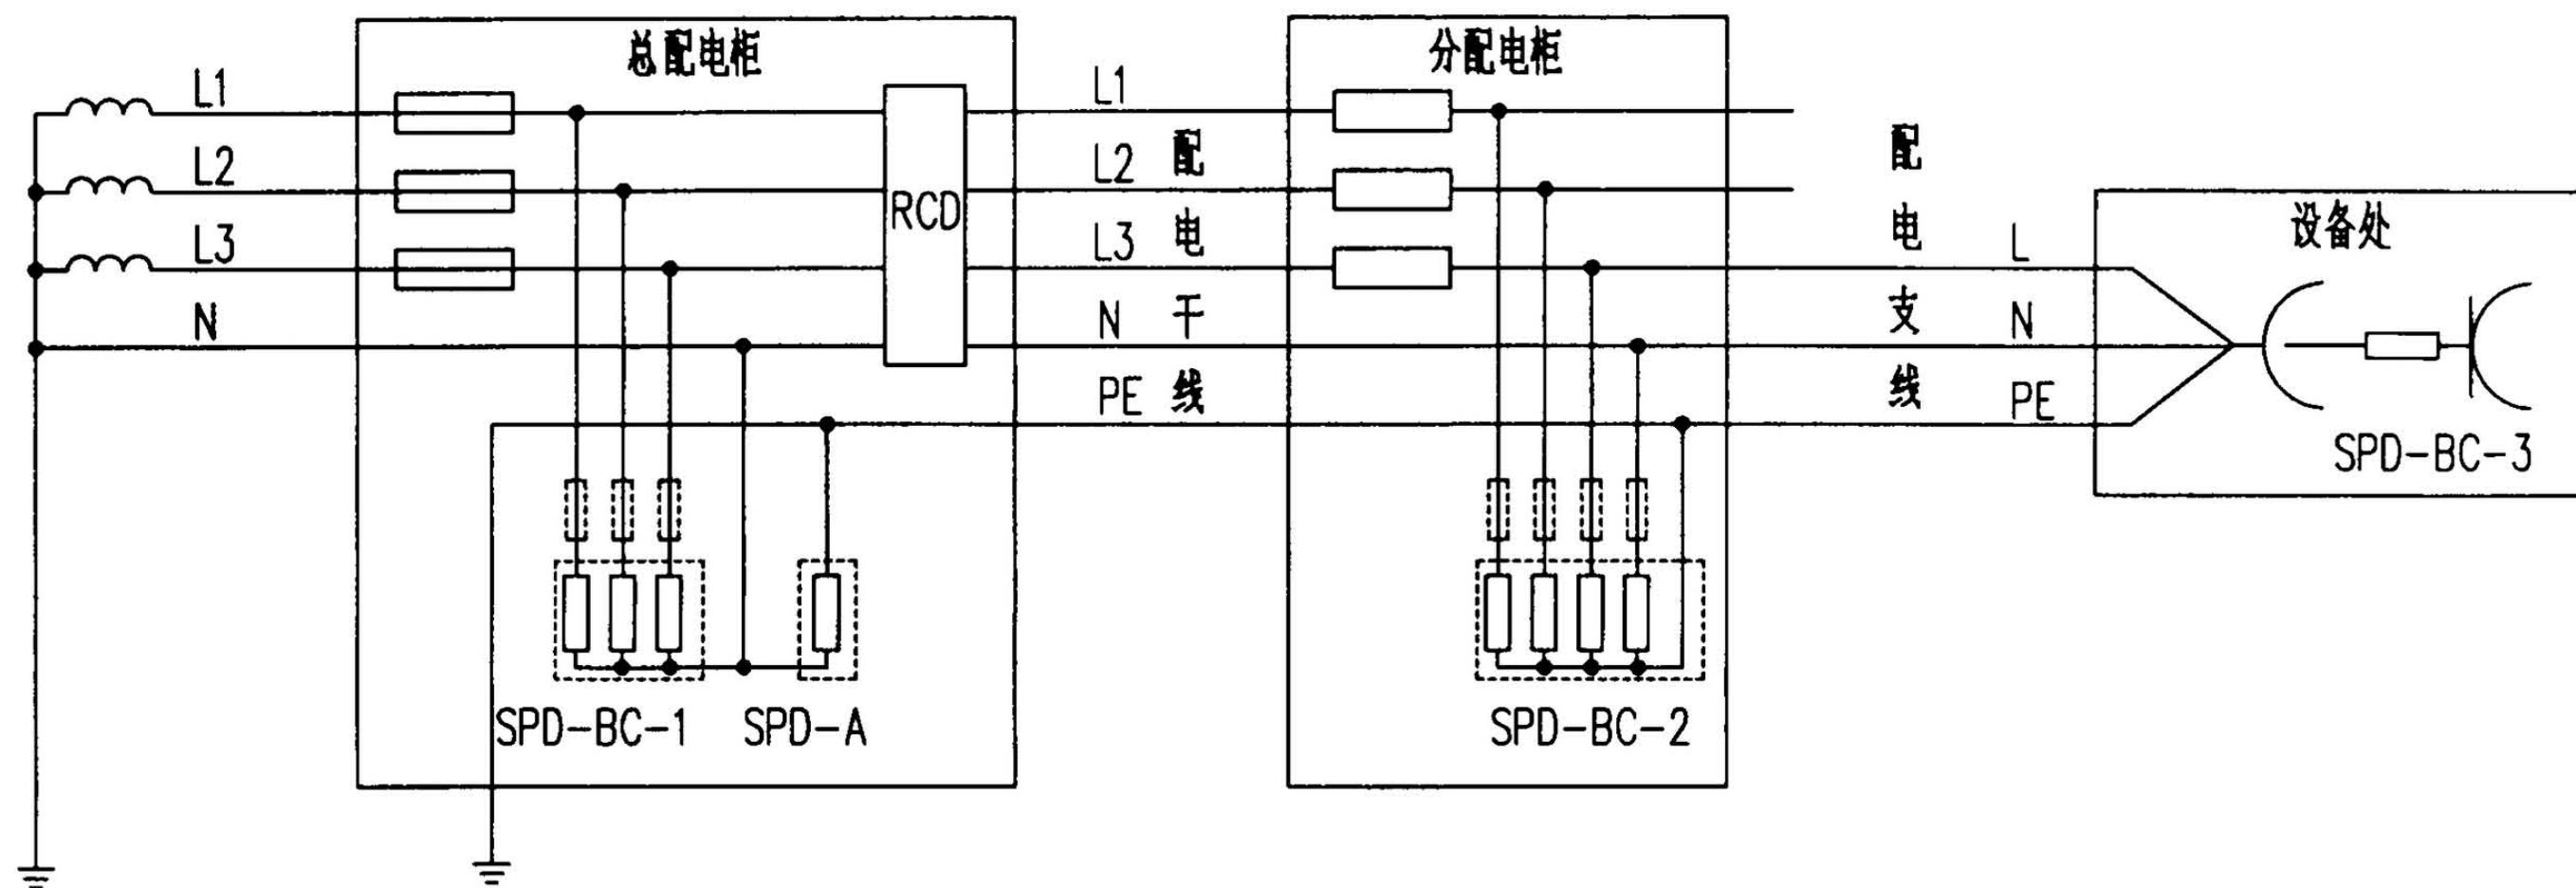 总配电柜
L1
L2
L3
N
RCD
SPD-BC-1
SPD-A
L1
L2
L3
N
PE
配电干线
分配电柜
SPD-BC-2
配电支线
L
N
PE
设备处
SPD-BC-3